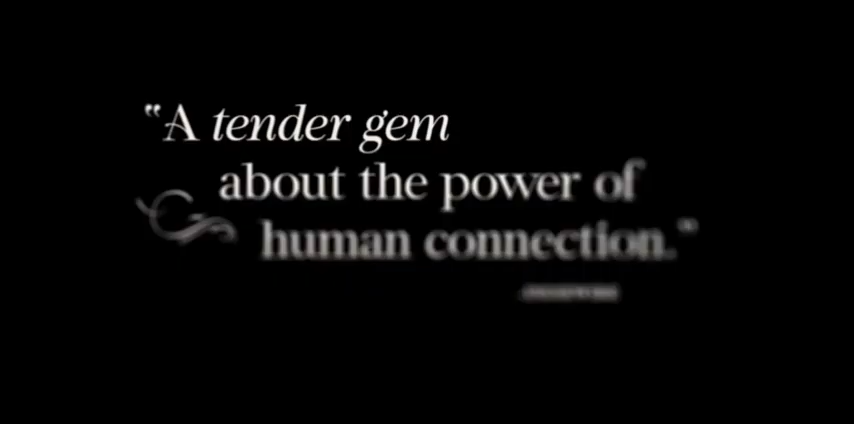 “A tender gem
about the power of
human connection.”